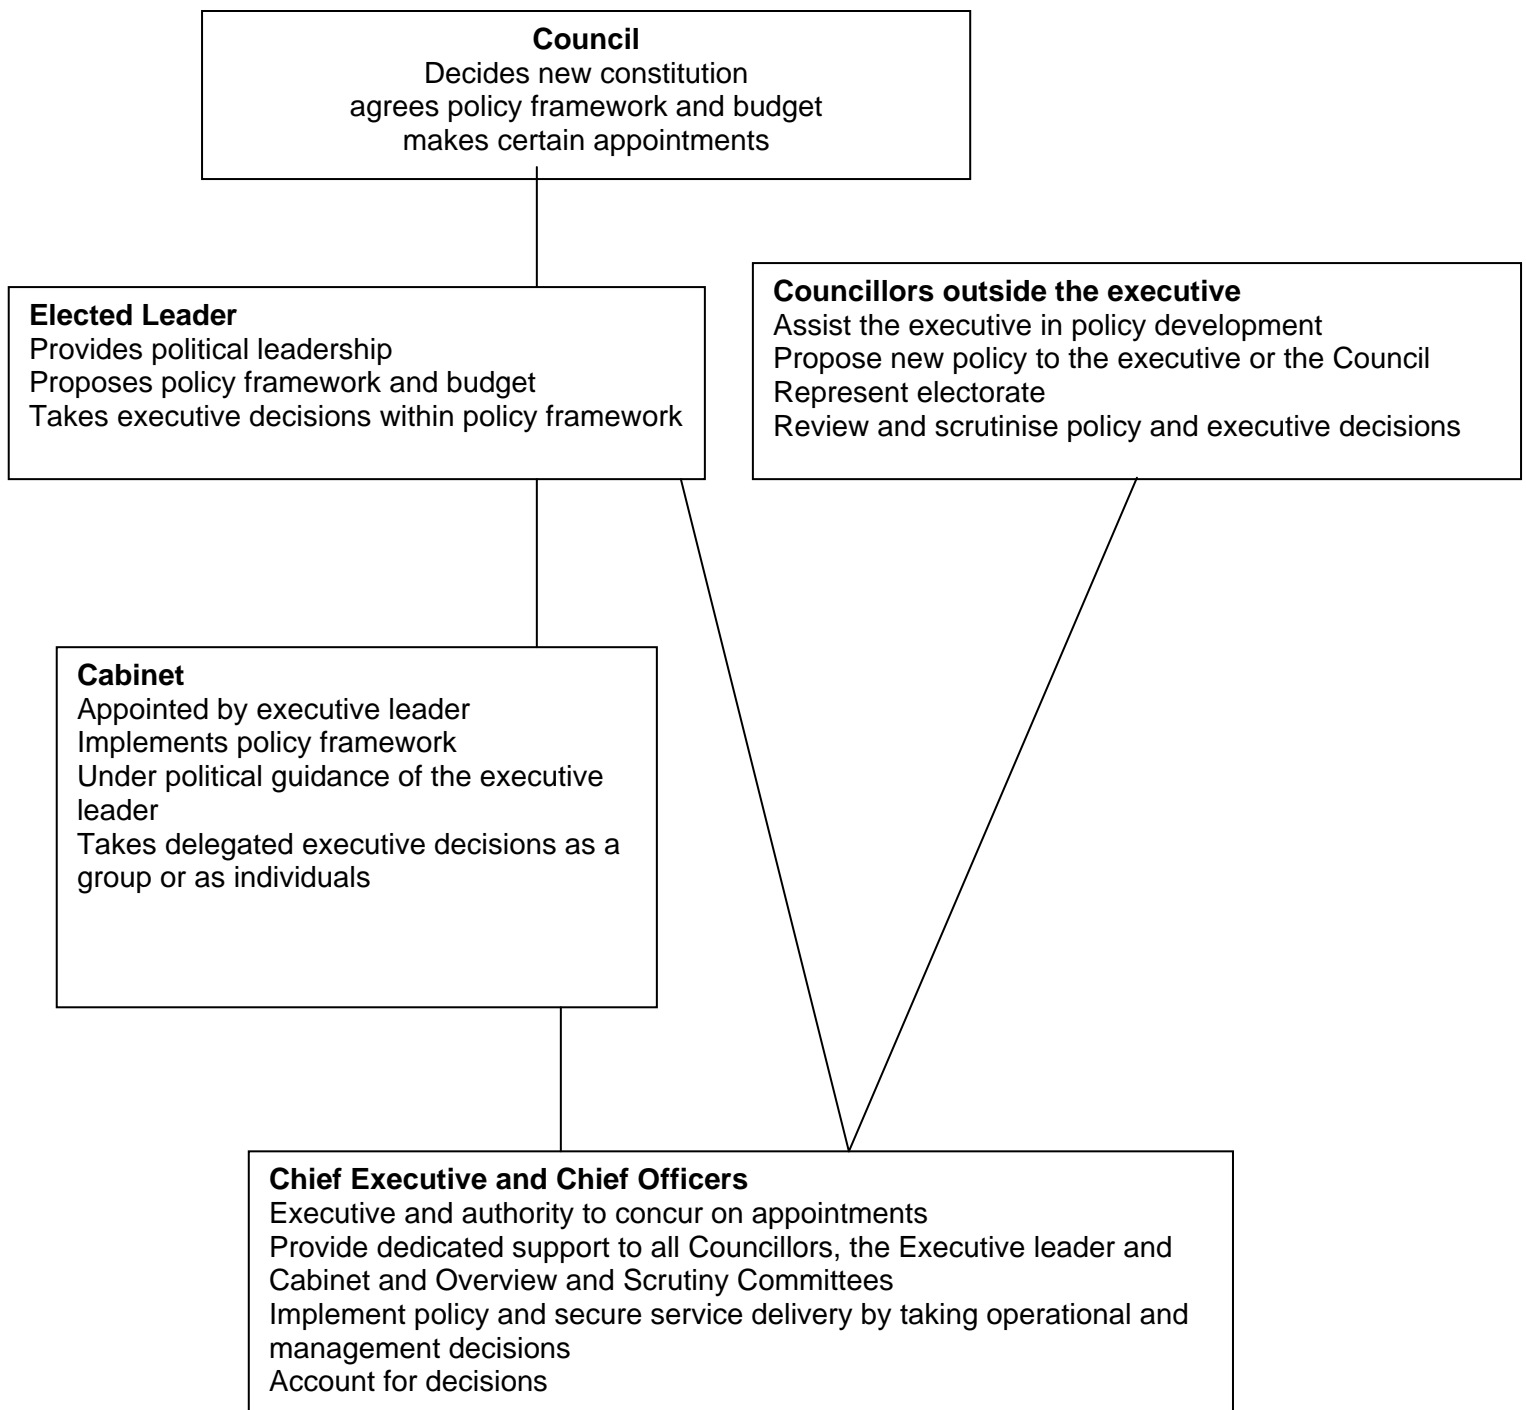 Council
Decides new constitution
agrees policy framework and budget
makes certain appointments
Elected Leader
Provides political leadership
Proposes policy framework and budget
Takes executive decisions within policy framework
Councillors outside the executive
Assist the executive in policy development
Propose new policy to the executive or the Council
Represent electorate
Review and scrutinise policy and executive decisions
Cabinet
Appointed by executive leader
Implements policy framework
Under political guidance of the executive
leader
Takes delegated executive decisions as a
group or as individuals
Chief Executive and Chief Officers
Executive and authority to concur on appointments
Provide dedicated support to all Councillors, the Executive leader and
Cabinet and Overview and Scrutiny Committees
Implement policy and secure service delivery by taking operational and
management decisions
Account for decisions